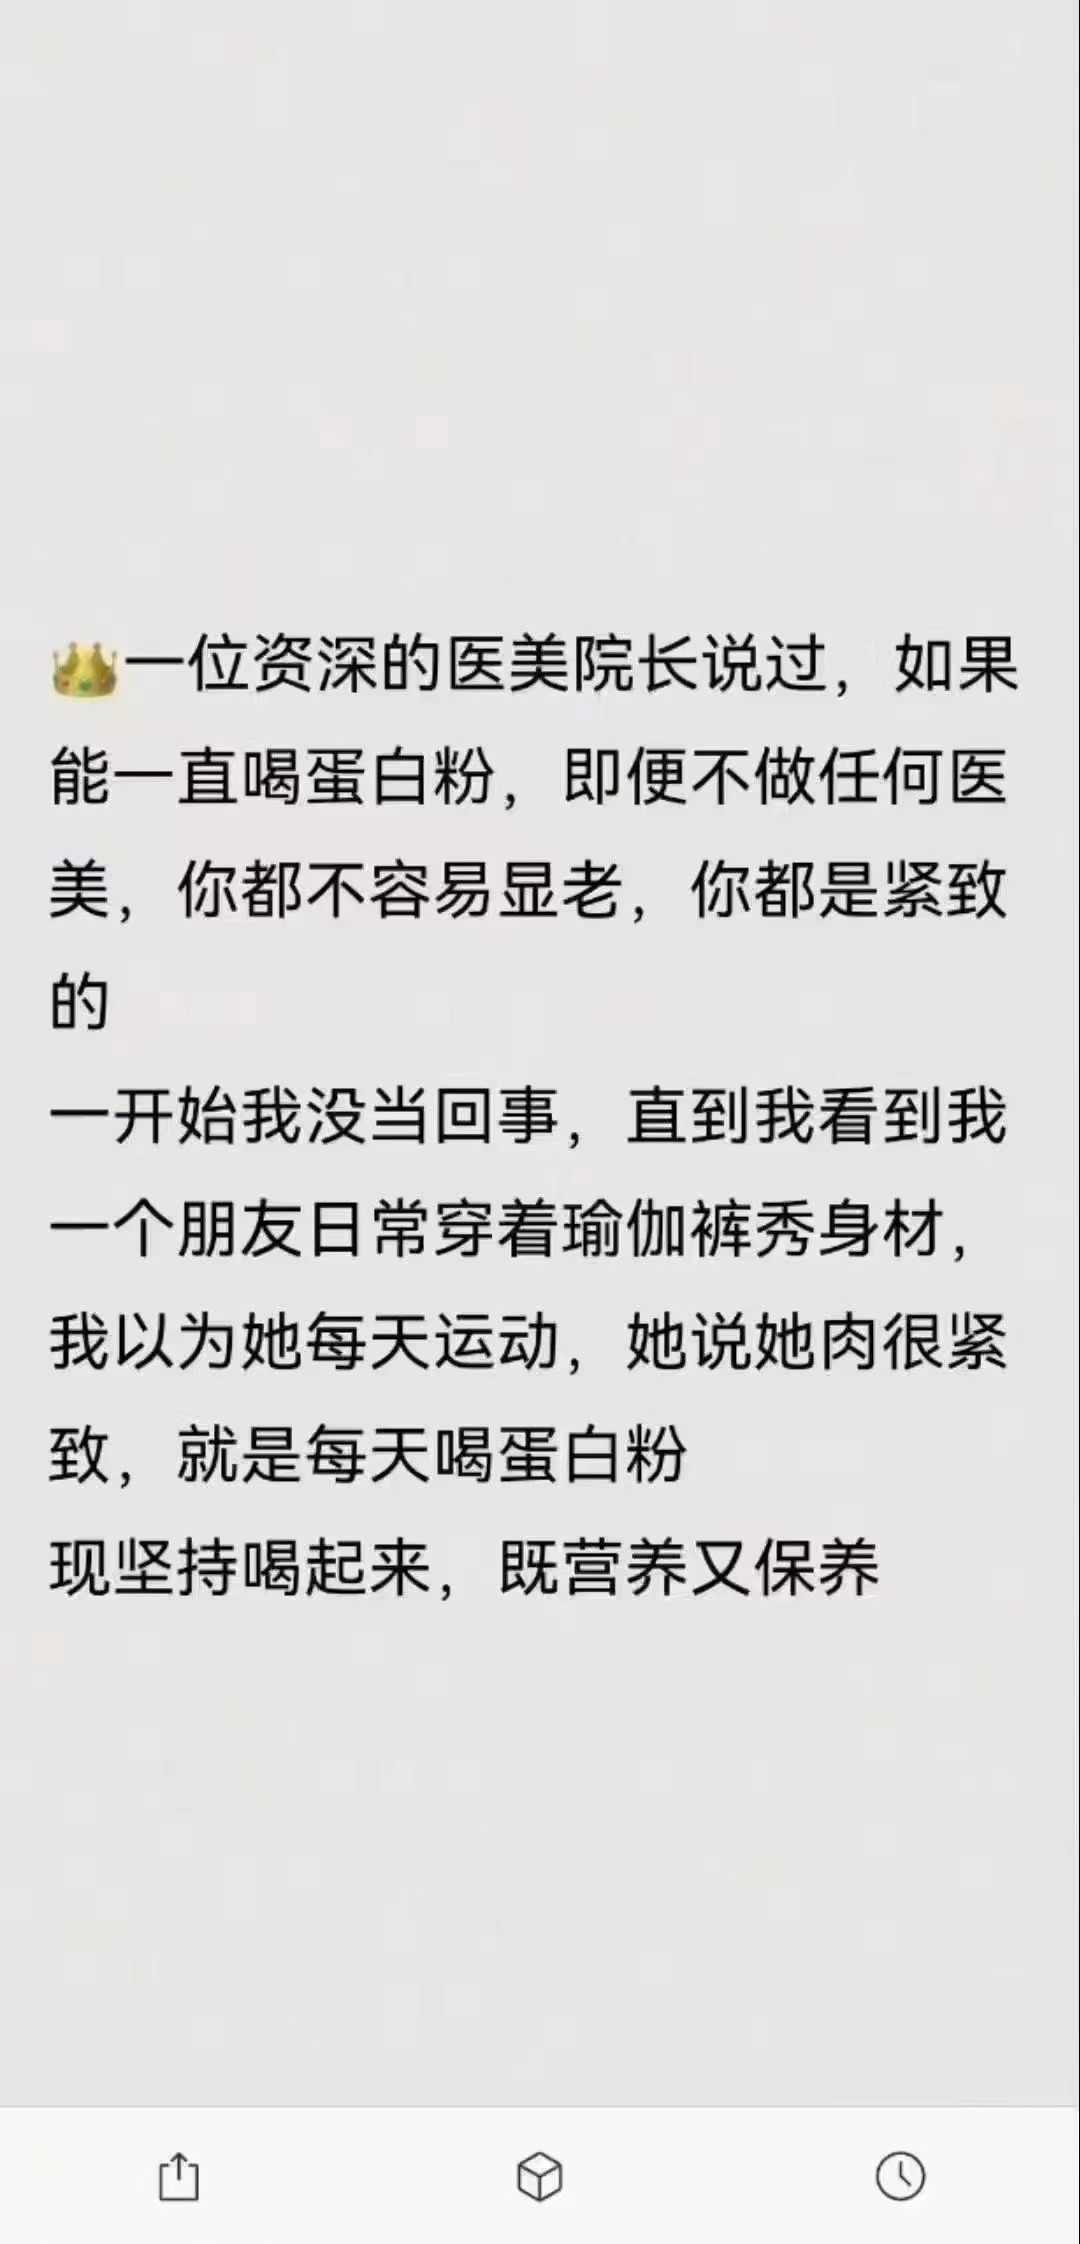 👑一位资深的医美院长说过，如果
能一直喝蛋白粉，即便不做任何医
美，你都不容易显老，你都是紧致
的
一开始我没当回事，直到我看到我
一个朋友日常穿着瑜伽裤秀身材，
我以为她每天运动，她说她肉很紧
致，就是每天喝蛋白粉
现坚持喝起来，既营养又保养